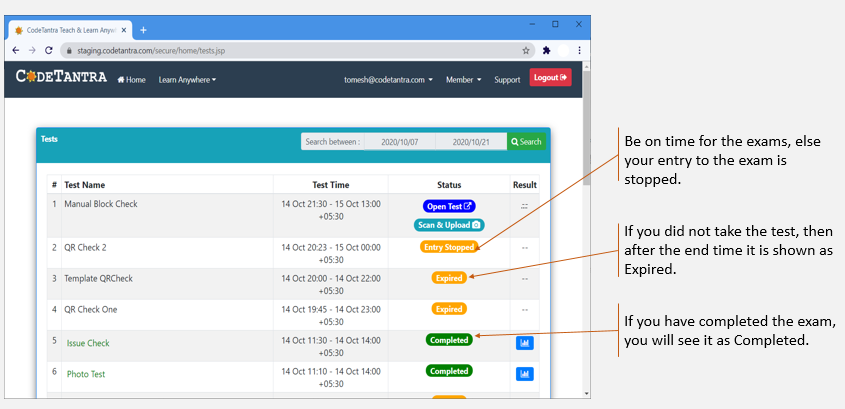 CodeTantra Teach & Learn Anyw
staging.codetantra.com/secure/home/tests.jsp
CODETANTRA Home Learn Anywhere tomesh@codetantra.com Member Support Logout
Tests Search between : 2020/10/07 2020/10/21 Search
# Test Name Test Time Status Result
1 Manual Block Check 14 Oct 21:30 - 15 Oct 13:00 Open Test --
+05:30 Scan & Upload
2 QR Check 2 14 Oct 20:23 - 15 Oct 00:00 Entry Stopped --
+05:30
3 Template QRCheck 14 Oct 20:00 - 14 Oct 22:00 Expired --
+05:30
4 QR Check One 14 Oct 19:45 - 14 Oct 23:00 Expired --
+05:30
5 Issue Check 14 Oct 11:30 - 14 Oct 14:00 Completed
+05:30
6 Photo Test 14 Oct 11:10 - 14 Oct 14:00 Completed
+05:30
Be on time for the exams, else
your entry to the exam is
stopped.
If you did not take the test, then
after the end time it is shown as
Expired.
If you have completed the exam,
you will see it as Completed.